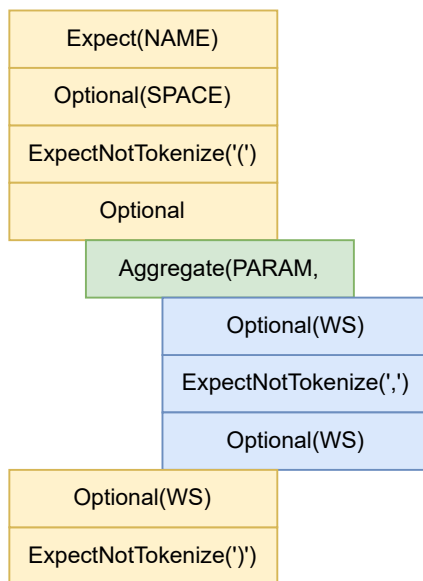 Expect(NAME)
Optional(SPACE)
ExpectNotTokenize('(')
Optional
Aggregate(PARAM,
Optional(WS)
ExpectNotTokenize(',')
Optional(WS)
Optional(WS)
ExpectNotTokenize(')')